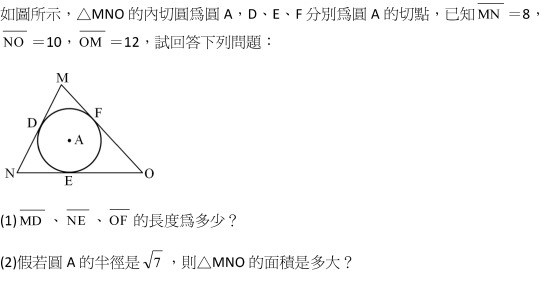 如圖所示，△MNO 的內切圓爲圓 A，D、E、F 分別爲圓 A 的切點，已知 $\overline{MN}$ =8，
$\overline{NO}$ =10，$\overline{OM}$ =12，試回答下列問題：
M
D
F
A
N
E
O
(1) $\overline{MD}$ 、$\overline{NE}$ 、$\overline{OF}$ 的長度爲多少？
(2)假若圓 A 的半徑是 $\sqrt{7}$ ，則△MNO 的面積是多大？